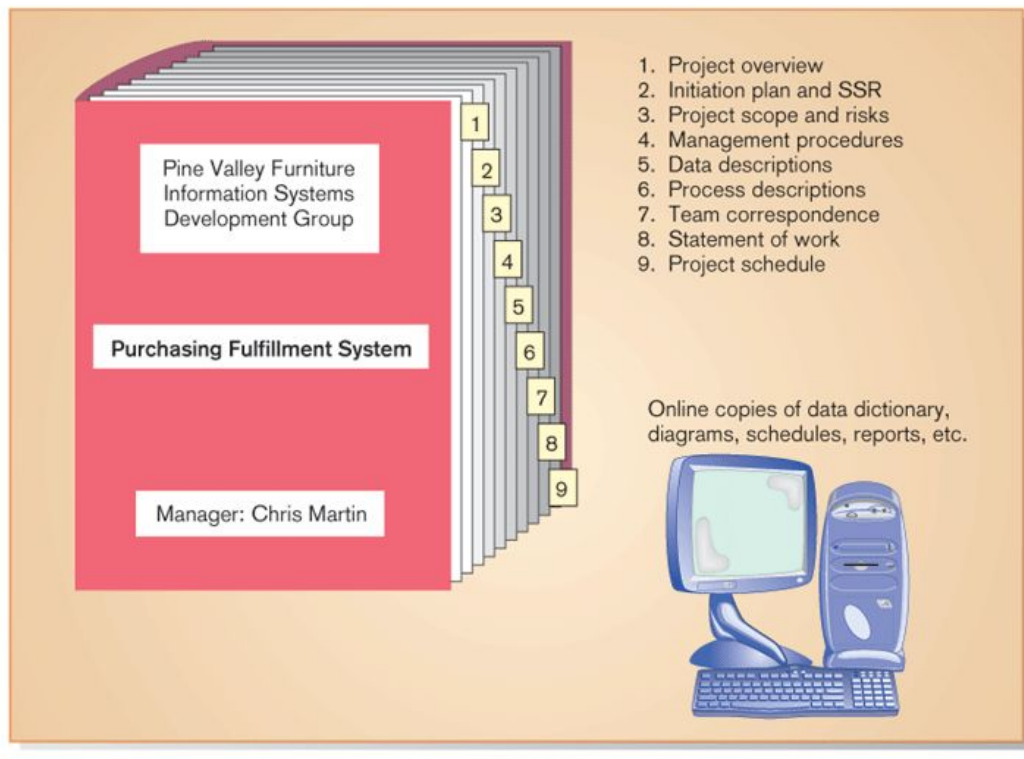 Pine Valley Furniture
Information Systems
Development Group
Purchasing Fulfillment System
Manager: Chris Martin
1
2
3
4
5
6
7
8
9
1. Project overview
2. Initiation plan and SSR
3. Project scope and risks
4. Management procedures
5. Data descriptions
6. Process descriptions
7. Team correspondence
8. Statement of work
9. Project schedule
Online copies of data dictionary,
diagrams, schedules, reports, etc.